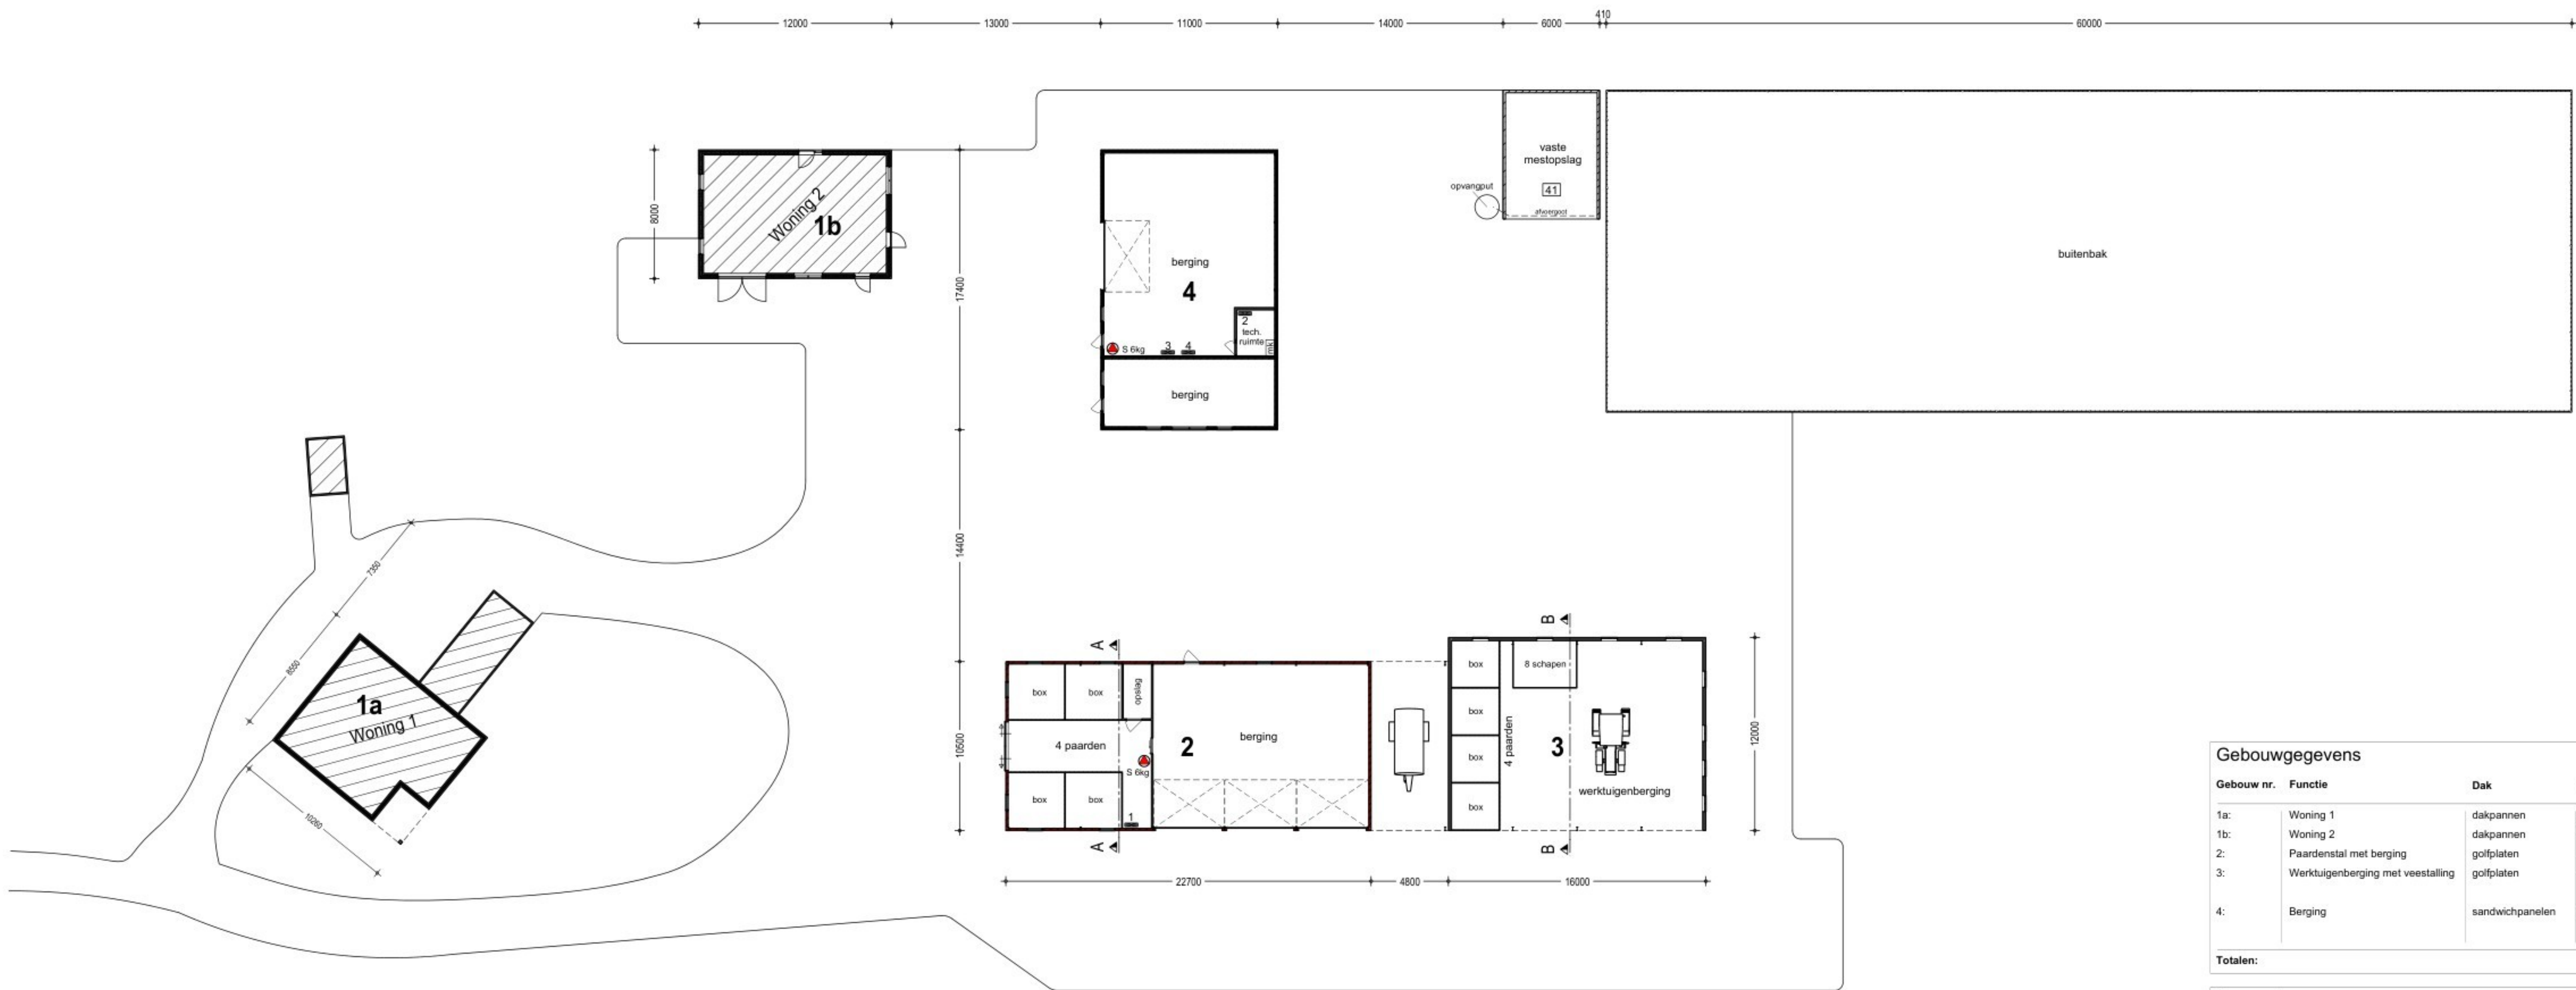 12000 13000 11000 14000 6000 410 60000
vaste
mestopslag
41
opvangput
afvoergoot
buitenbak
8000
Woning 2
1b
17400
berging
4
2
tech.
ruimte
mk
S 6kg
3 4
berging
14400
7350
8550
1a
Woning 1
10260
A
B
box
box
opslag
box
8 schapen
box
4 paarden
2
berging
4 paarden
3
10500
12000
S 6kg
box
box
box
1
werktuigenberging
box
A
B
22700 4800 16000
Gebouwgegevens
Gebouw nr. Functie Dak
1a: Woning 1 dakpannen
1b: Woning 2 dakpannen
2: Paardenstal met berging golfplaten
3: Werktuigenberging met veestalling golfplaten
4: Berging sandwichpanelen
Totalen: